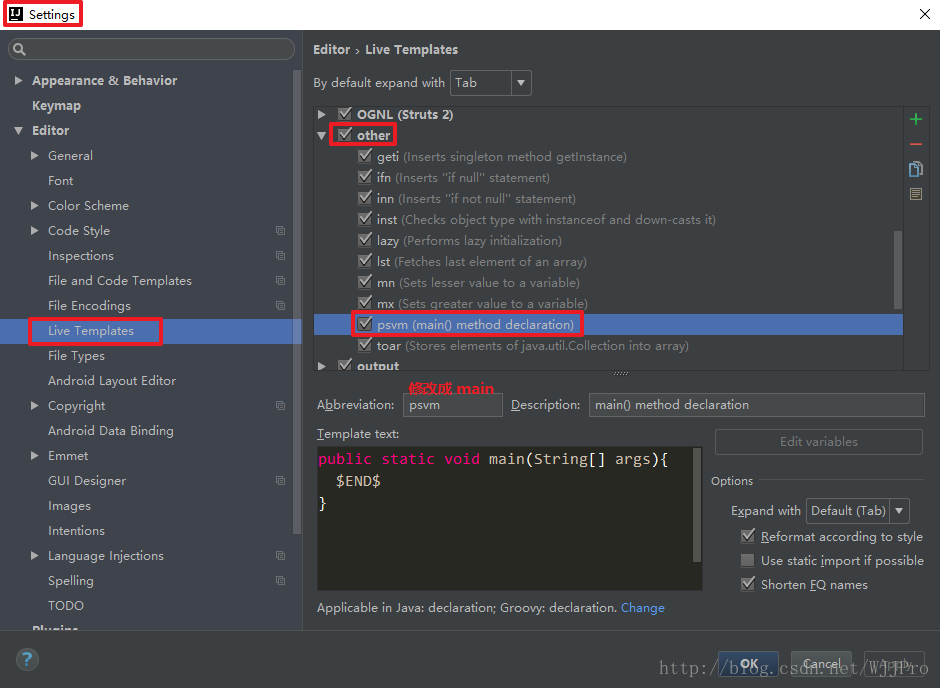 Settings
Appearance & Behavior
Keymap
Editor
General
Font
Color Scheme
Code Style
Inspections
File and Code Templates
File Encodings
Live Templates
File Types
Android Layout Editor
Copyright
Android Data Binding
Emmet
GUI Designer
Images
Intentions
Language Injections
Spelling
TODO
Plugins
Editor › Live Templates
By default expand with Tab
OGNL (Struts 2)
other
geti (Inserts singleton method getInstance)
ifn (Inserts "if null" statement)
inn (Inserts "if not null" statement)
inst (Checks object type with instanceof and down-casts it)
lazy (Performs lazy initialization)
lst (Fetches last element of an array)
mn (Sets lesser value to a variable)
mx (Sets greater value to a variable)
psvm (main() method declaration)
toar (Stores elements of java.util.Collection into array)
output
修改成 main
Abbreviation: psvm Description: main() method declaration
Template text:
public static void main(String[] args){
$END$
}
Edit variables
Options
Expand with Default (Tab)
Reformat according to style
Use static import if possible
Shorten FQ names
Applicable in Java: declaration; Groovy: declaration. Change
?
OK Cancel Apply
http://blog.csdn.net/WJJPro